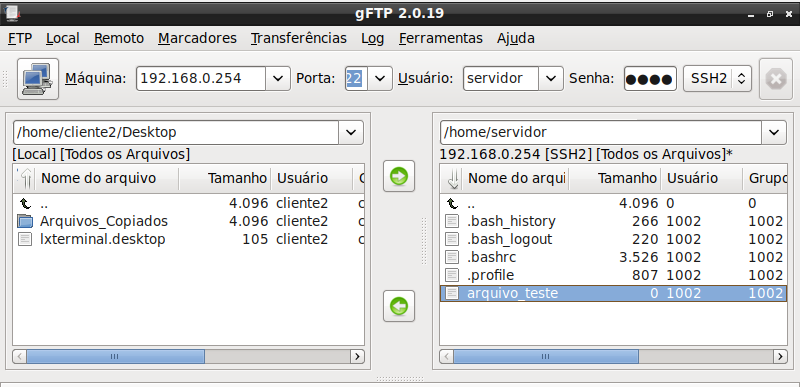 gFTP 2.0.19
FTP Local Remoto Marcadores Transferências Log Ferramentas Ajuda
Máquina: 192.168.0.254 Porta: 22 Usuário: servidor Senha: ●●●● SSH2
/home/cliente2/Desktop
[Local] [Todos os Arquivos]
Nome do arquivo Tamanho Usuário
.. 4.096 cliente2
Arquivos_Copiados 4.096 cliente2
lxterminal.desktop 105 cliente2
/home/servidor
192.168.0.254 [SSH2] [Todos os Arquivos]*
Nome do arqui Tamanho Usuário Grupo
.. 4.096 0 0
.bash_history 266 1002 1002
.bash_logout 220 1002 1002
.bashrc 3.526 1002 1002
.profile 807 1002 1002
arquivo_teste 0 1002 1002